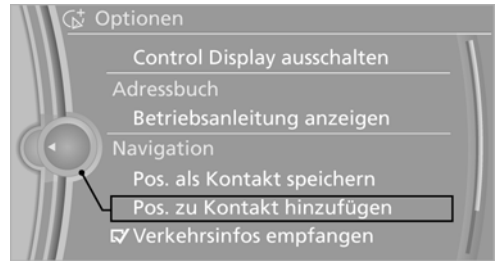 Optionen
Control Display ausschalten
Adressbuch
Betriebsanleitung anzeigen
Navigation
Pos. als Kontakt speichern
Pos. zu Kontakt hinzufügen
Verkehrsinfos empfangen